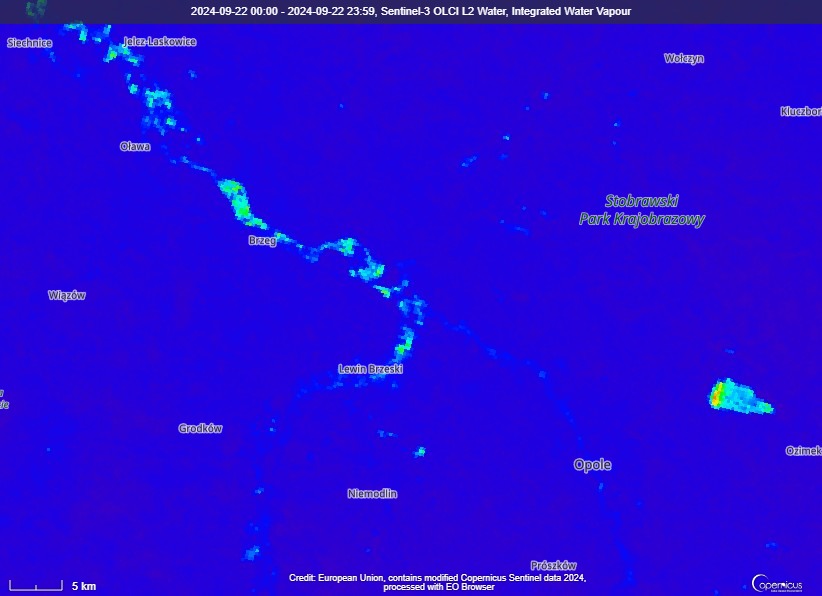 2024-09-22 00:00 - 2024-09-22 23:59, Sentinel-3 OLCI L2 Water, Integrated Water Vapour
Siechnice
Jelcz-Laskowice
Wołczyn
Kluczbor
Oława
Stobrawski
Park Krajobrazowy
Brzeg
Wiązów
Lewin Brzeski
Grodków
Ozimek
Opole
Niemodlin
Prószków
5 km
Credit: European Union, contains modified Copernicus Sentinel data 2024,
processed with EO Browser
opernicus